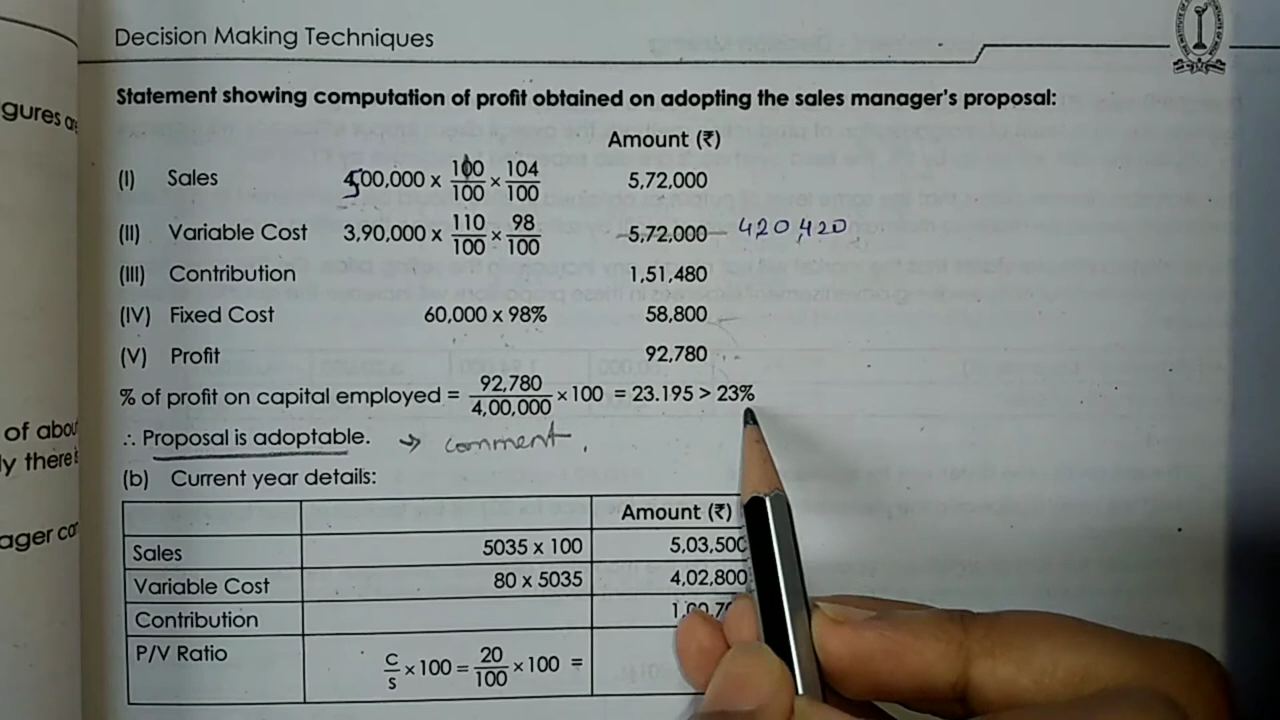 Decision Making Techniques
gures
Statement showing computation of profit obtained on adopting the sales manager's proposal:
Amount (₹)
(I) Sales 500,000 x 100/100 x 104/100 5,72,000
(II) Variable Cost 3,90,000 x 110/100 x 98/100 5,72,000 420,420
(III) Contribution 1,51,480
(IV) Fixed Cost 60,000 x 98% 58,800
(V) Profit 92,780
% of profit on capital employed = 92,780/4,00,000 x 100 = 23.195 > 23%
of abou
∴ Proposal is adoptable. → comment.
ly there
(b) Current year details:
Amount (₹)
ager
Sales 5035 x 100 5,03,500
Variable Cost 80 x 5035 4,02,800
Contribution
P/V Ratio c/s x 100 = 20/100 x 100 =